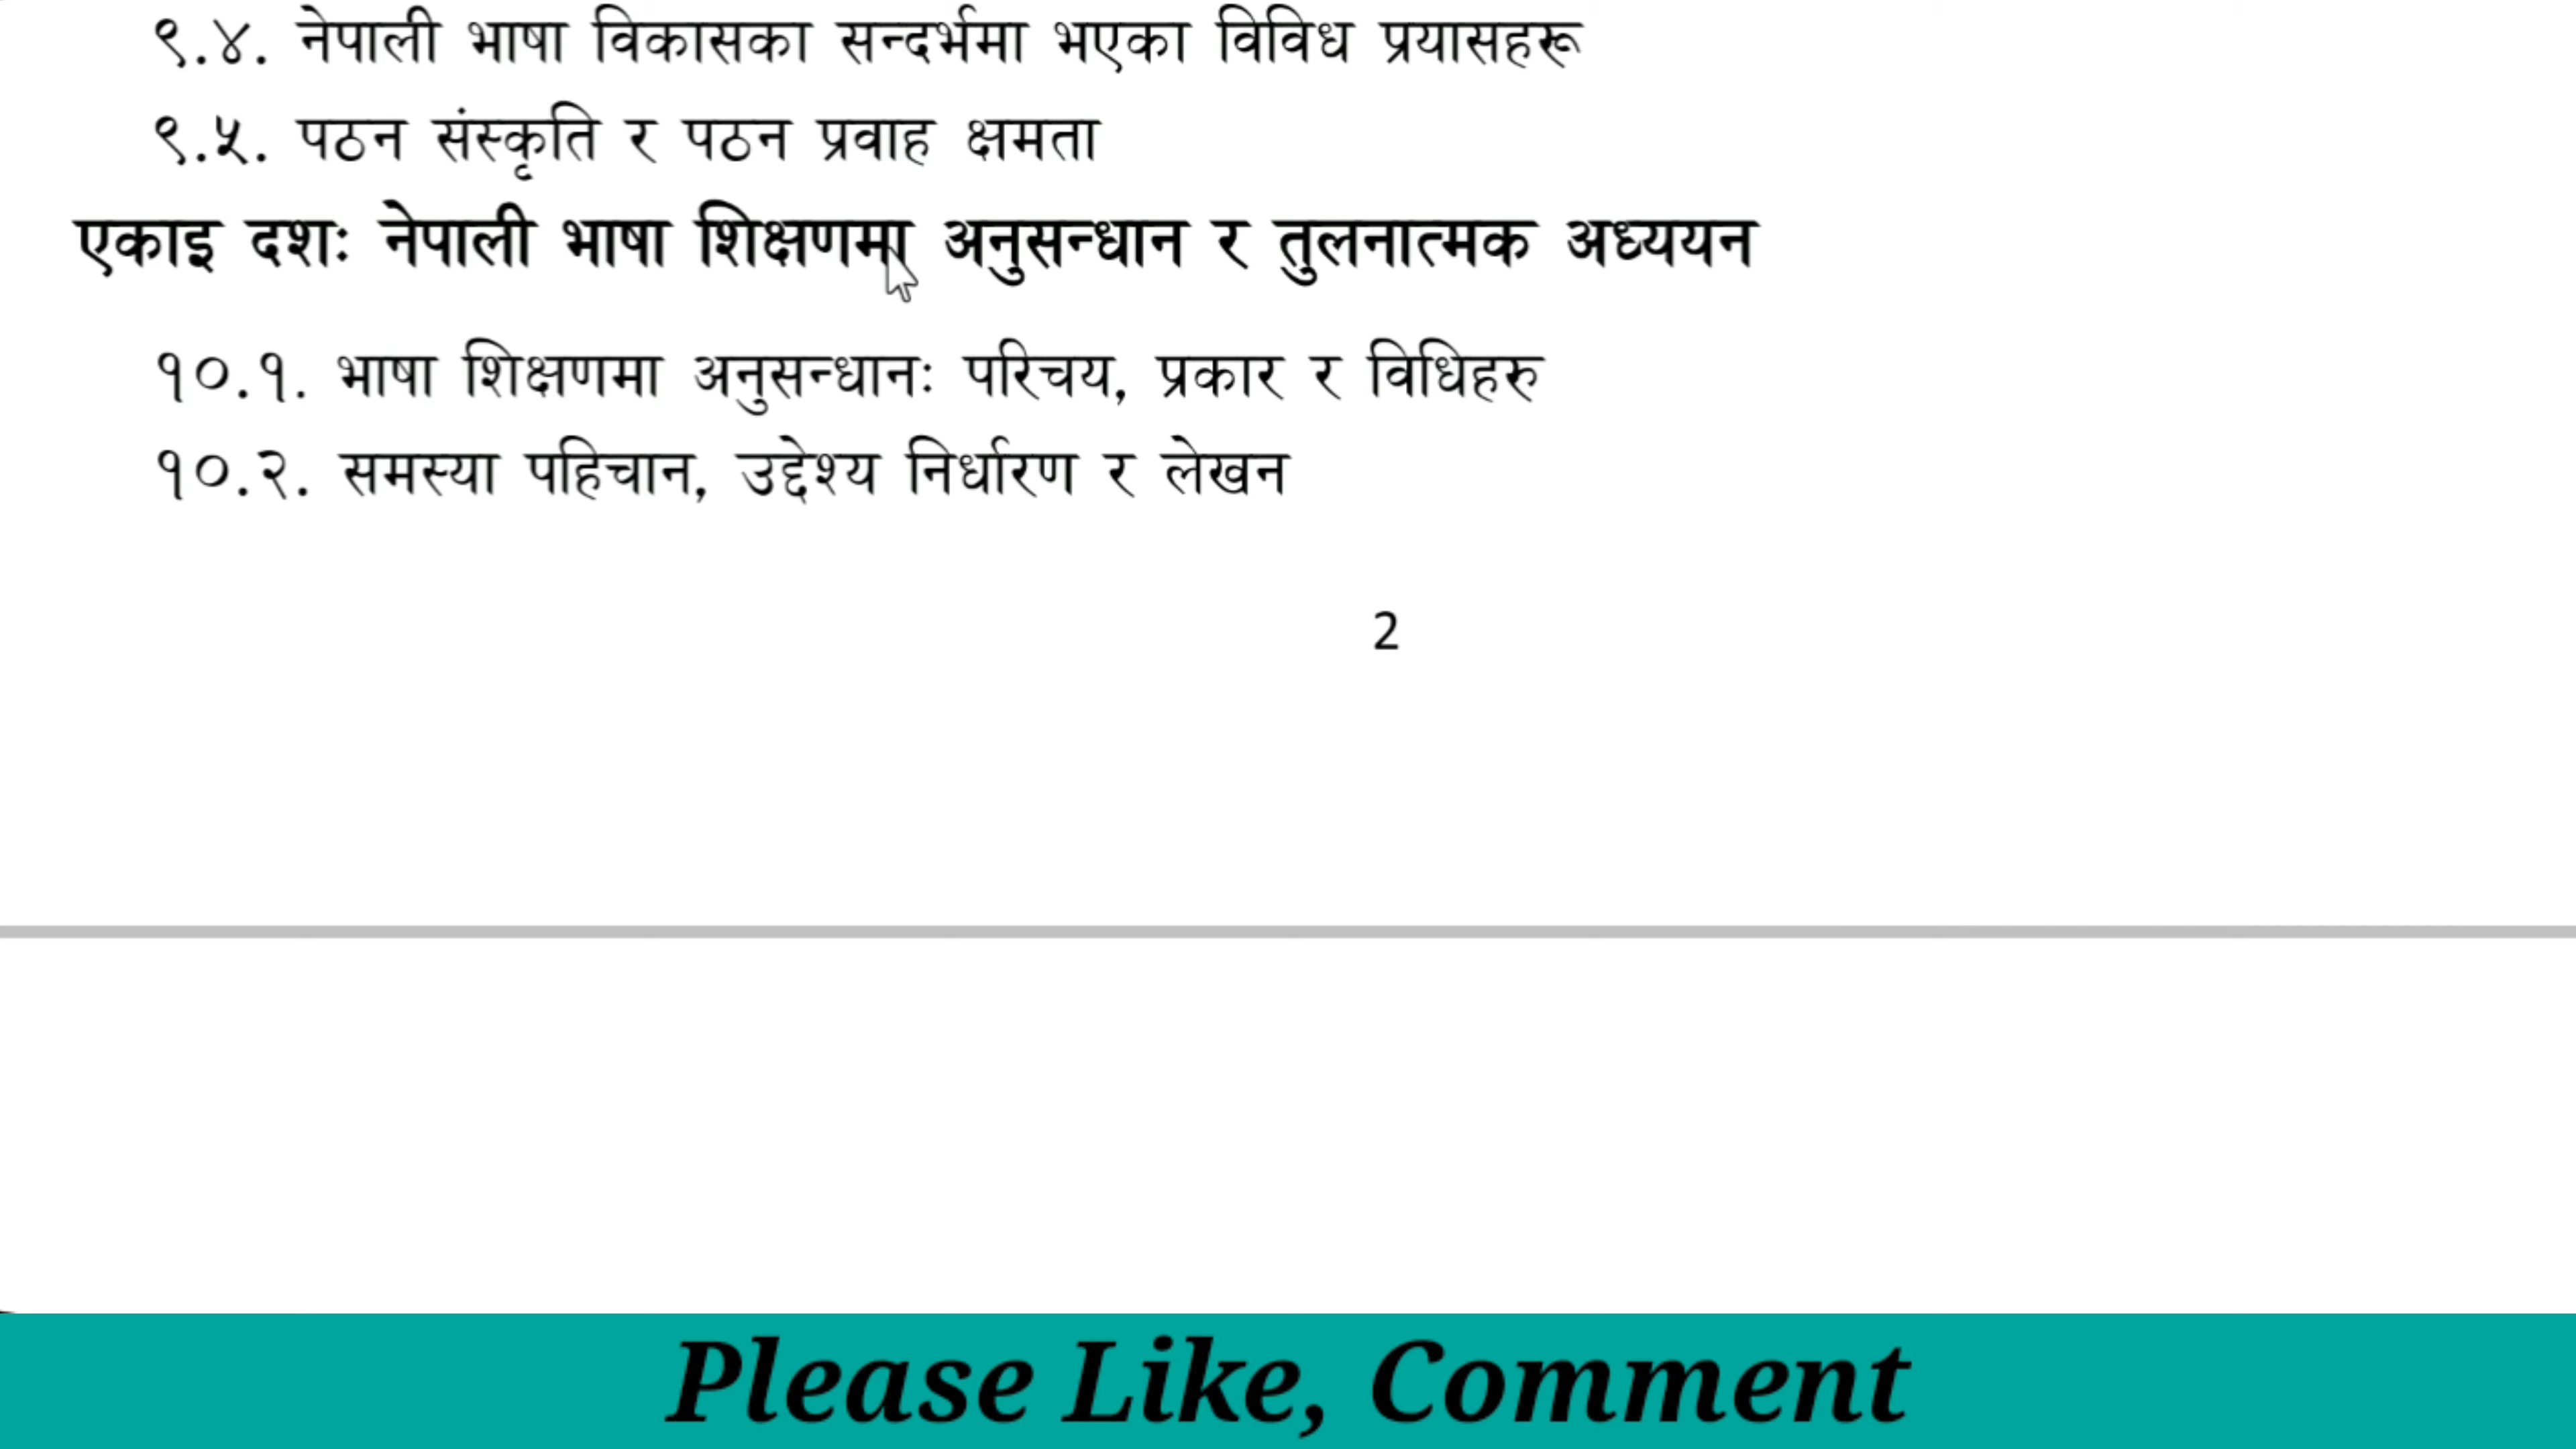 ९.४. नेपाली भाषा विकासका सन्दर्भमा भएका विविध प्रयासहरू
९.५. पठन संस्कृति र पठन प्रवाह क्षमता
एकाइ दशः नेपाली भाषा शिक्षणमा अनुसन्धान र तुलनात्मक अध्ययन
१०.१. भाषा शिक्षणमा अनुसन्धानः परिचय, प्रकार र विधिहरु
१०.२. समस्या पहिचान, उद्देश्य निर्धारण र लेखन
2
Please Like, Comment